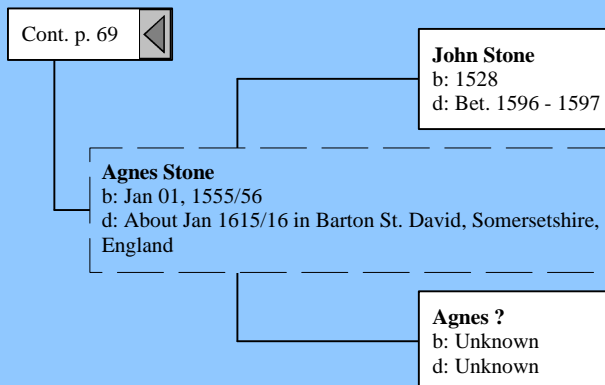 Cont. p. 69
John Stone
b: 1528
d: Bet. 1596 - 1597
Agnes Stone
b: Jan 01, 1555/56
d: About Jan 1615/16 in Barton St. David, Somersetshire,
England
Agnes ?
b: Unknown
d: Unknown